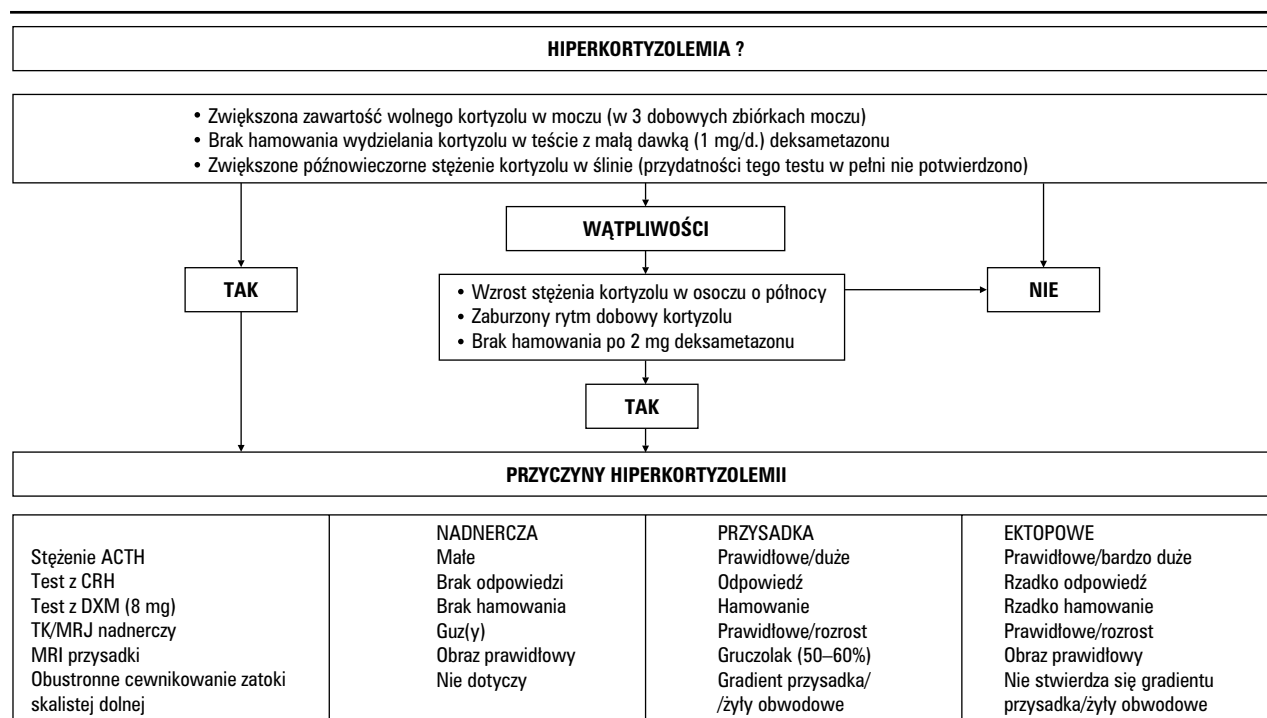 HIPERKORTYZOLEMIA ?
• Zwiększona zawartość wolnego kortyzolu w moczu (w 3 dobowych zbiórkach moczu)
• Brak hamowania wydzielania kortyzolu w teście z małą dawką (1 mg/d.) deksametazonu
• Zwiększone późnowieczorne stężenie kortyzolu w ślinie (przydatności tego testu w pełni nie potwierdzono)
WĄTPLIWOŚCI
TAK
• Wzrost stężenia kortyzolu w osoczu o północy
• Zaburzony rytm dobowy kortyzolu
• Brak hamowania po 2 mg deksametazonu
NIE
TAK
PRZYCZYNY HIPERKORTYZOLEMII
NADNERCZA PRZYSADKA EKTOPOWE
Stężenie ACTH Małe Prawidłowe/duże Prawidłowe/bardzo duże
Test z CRH Brak odpowiedzi Odpowiedź Rzadko odpowiedź
Test z DXM (8 mg) Brak hamowania Hamowanie Rzadko hamowanie
TK/MRJ nadnerczy Guz(y) Prawidłowe/rozrost Prawidłowe/rozrost
MRI przysadki Obraz prawidłowy Gruczolak (50–60%) Obraz prawidłowy
Obustronne cewnikowanie zatoki Nie dotyczy Gradient przysadka/ Nie stwierdza się gradientu
skalistej dolnej /żyły obwodowe przysadka/żyły obwodowe